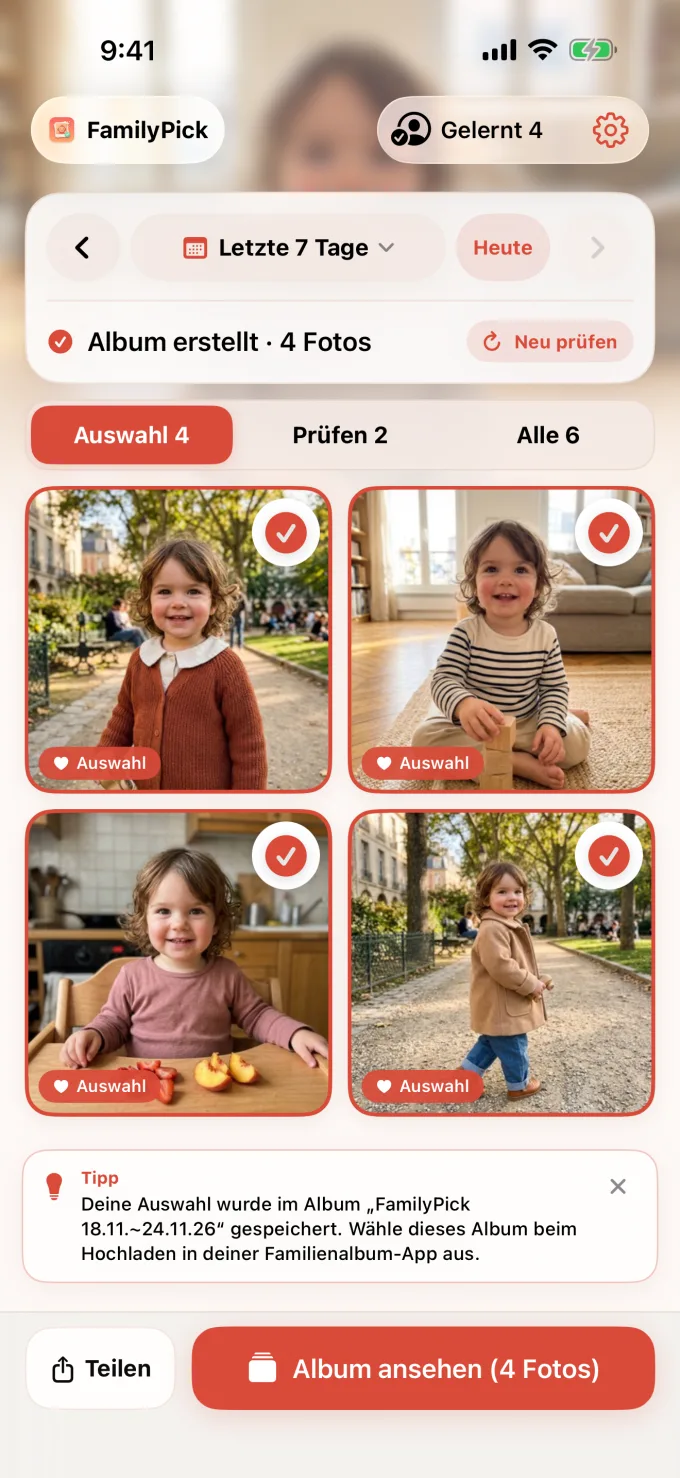 9:41
FamilyPick
Gelernt 4
Letzte 7 Tage
Heute
Album erstellt · 4 Fotos
Neu prüfen
Auswahl 4
Prüfen 2
Alle 6
Auswahl
Auswahl
Auswahl
Auswahl
Tipp
Deine Auswahl wurde im Album „FamilyPick
18.11.~24.11.26“ gespeichert. Wähle dieses Album beim
Hochladen in deiner Familienalbum-App aus.
Teilen
Album ansehen (4 Fotos)